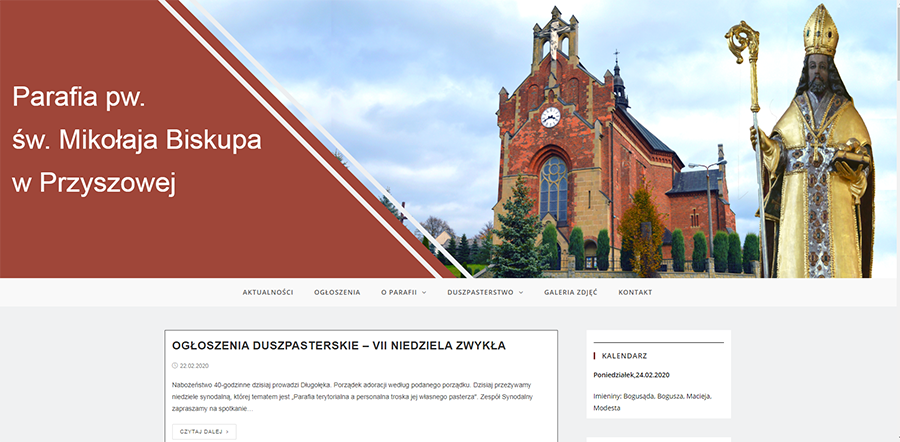 Parafia pw.
św. Mikołaja Biskupa
w Przyszowej
AKTUALNOŚCI OGŁOSZENIA O PARAFII DUSZPASTERSTWO GALERIA ZDJĘĆ KONTAKT
OGŁOSZENIA DUSZPASTERSKIE – VII NIEDZIELA ZWYKŁA
22.02.2020
Nabożeństwo 40-godzinne dzisiaj prowadzi Długołęka. Porządek adoracji według podanego porządku. Dzisiaj przeżywamy
niedziele synodalną, której tematem jest „Parafia terytorialna a personalna troska jej własnego pasterza". Zespół Synodalny
zapraszamy na spotkanie…
CZYTAJ DALEJ
KALENDARZ
Poniedziałek,24.02.2020
Imieniny: Bogusąda, Bogusza, Macieja,
Modesta